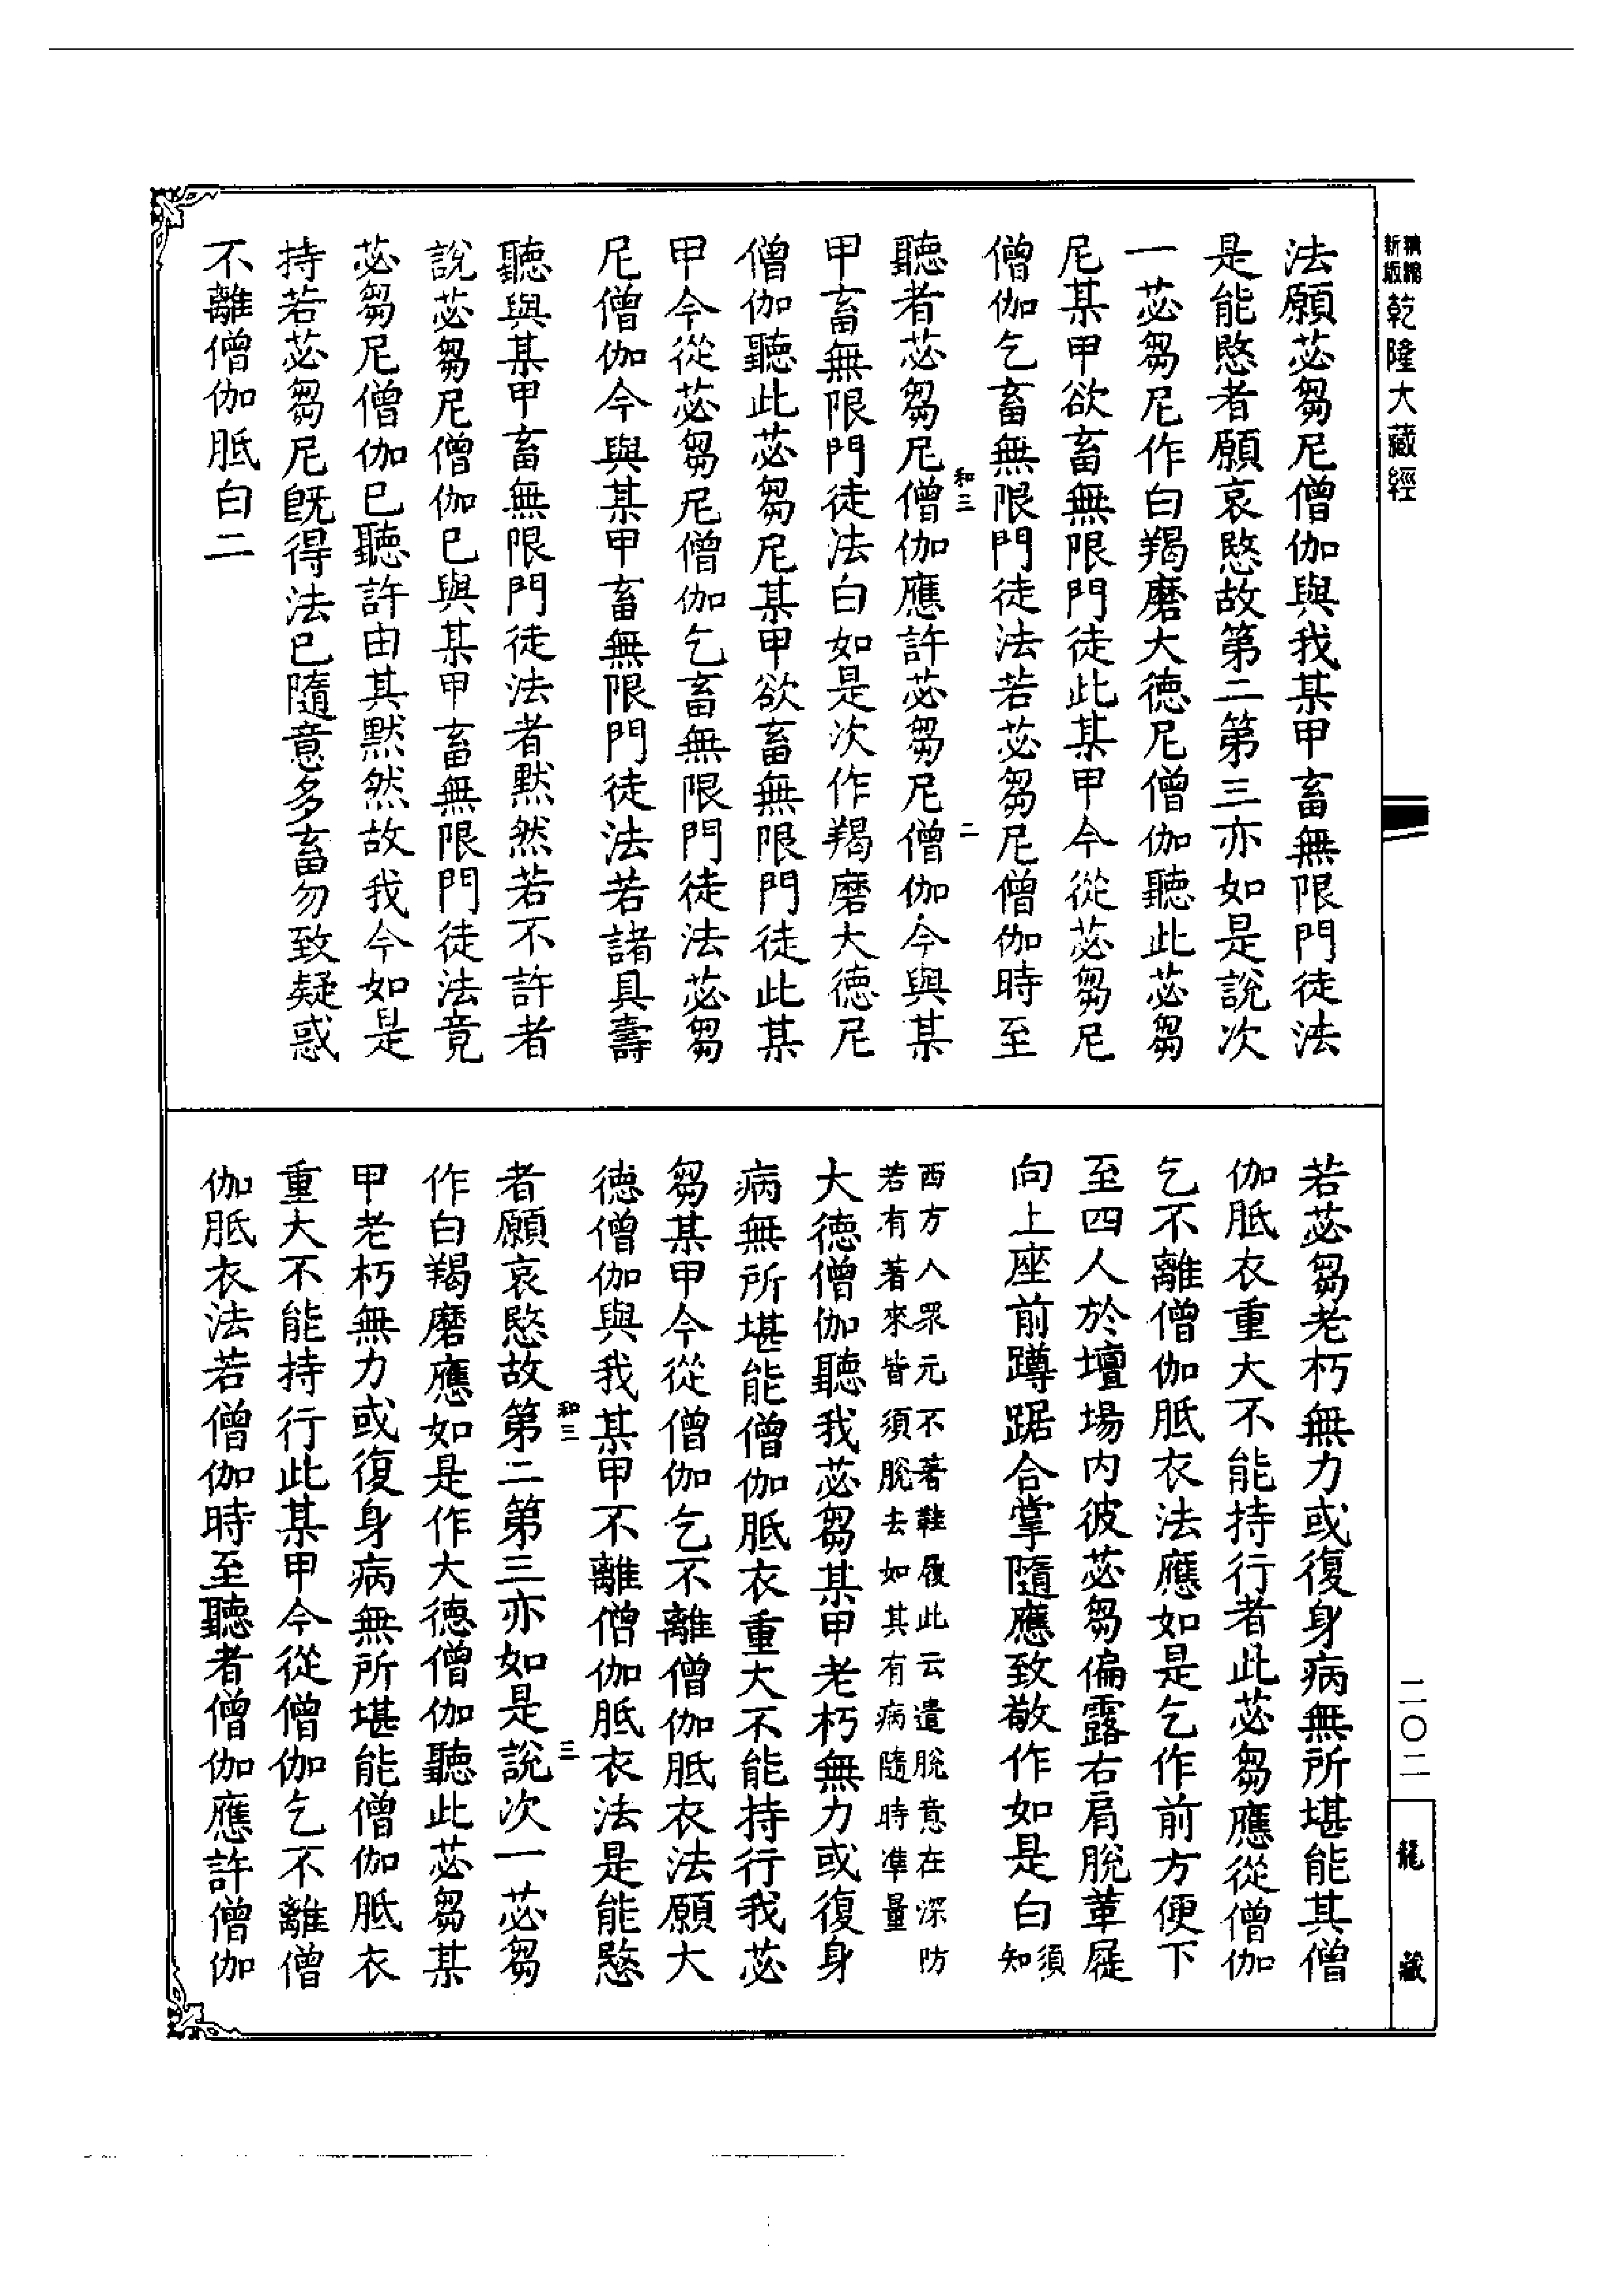 精縮
新版
乾隆大藏經
法願苾芻尼僧伽與我某甲畜無限門徒法
是能愍者願哀愍故第二第三亦如是說次
一苾芻尼作白羯磨大德尼僧伽聽此苾芻
尼某甲欲畜無限門徒此某甲今從苾芻尼
僧伽乞畜無限門徒法若苾芻尼僧伽時至
和三
二
聽者苾芻尼僧伽應許苾芻尼僧伽今與某
甲畜無限門徒法白如是次作羯磨大德尼
僧伽聽此苾芻尼某甲欲畜無限門徒此某
甲今從苾芻尼僧伽乞畜無限門徒法苾芻
尼僧伽今與某甲畜無限門徒法若諸具壽
聽與某甲畜無限門徒法者默然若不許者
說苾芻尼僧伽已與某甲畜無限門徒法竟
苾芻尼僧伽已聽許由其默然故我今如是
持若苾芻尼既得法已隨意多畜勿致疑惑
不離僧伽胝白二
若苾芻老朽無力或復身病無所堪能其僧
伽胝衣重大不能持行者此苾芻應從僧伽
乞不離僧伽胝衣法應如是乞作前方便下
至四人於壇場內彼苾芻偏露右肩脫革屣
向上座前蹲踞合掌隨應致敬作如是白須
知
西方人眾元不著鞋履此云遣脫意在深防
若有著來皆須脫去如其有病隨時準量
大德僧伽聽我苾芻某甲老朽無力或復身
病無所堪能僧伽胝衣重大不能持行我苾
芻某甲今從僧伽乞不離僧伽胝衣法願大
德僧伽與我某甲不離僧伽胝衣法是能愍
和三
三
者願哀愍故第二第三亦如是說次一苾芻
作白羯磨應如是作大德僧伽聽此苾芻某
甲老朽無力或復身病無所堪能僧伽胝衣
重大不能持行此某甲今從僧伽乞不離僧
伽胝衣法若僧伽時至聽者僧伽應許僧伽
二〇二
龍藏